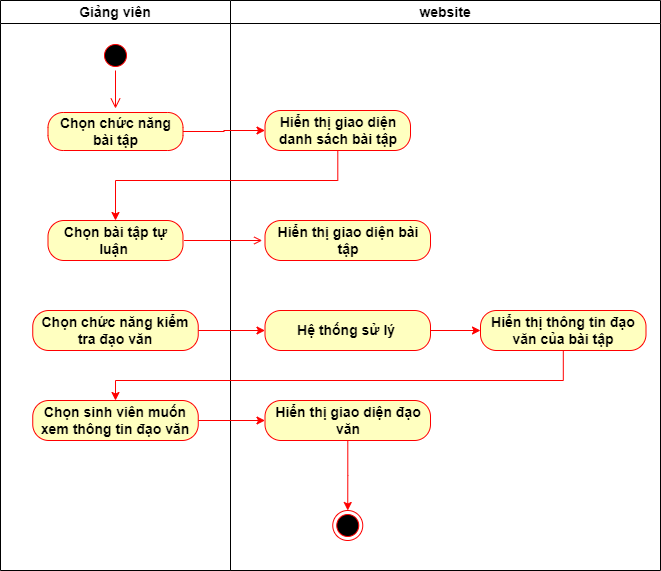 Giảng viên
website
Chọn chức năng
bài tập
Hiển thị giao diện
danh sách bài tập
Chọn bài tập tự
luận
Hiển thị giao diện bài
tập
Chọn chức năng kiểm
tra đạo văn
Hệ thống sử lý
Hiển thị thông tin đạo
văn của bài tập
Chọn sinh viên muốn
xem thông tin đạo văn
Hiển thị giao diện đạo
văn